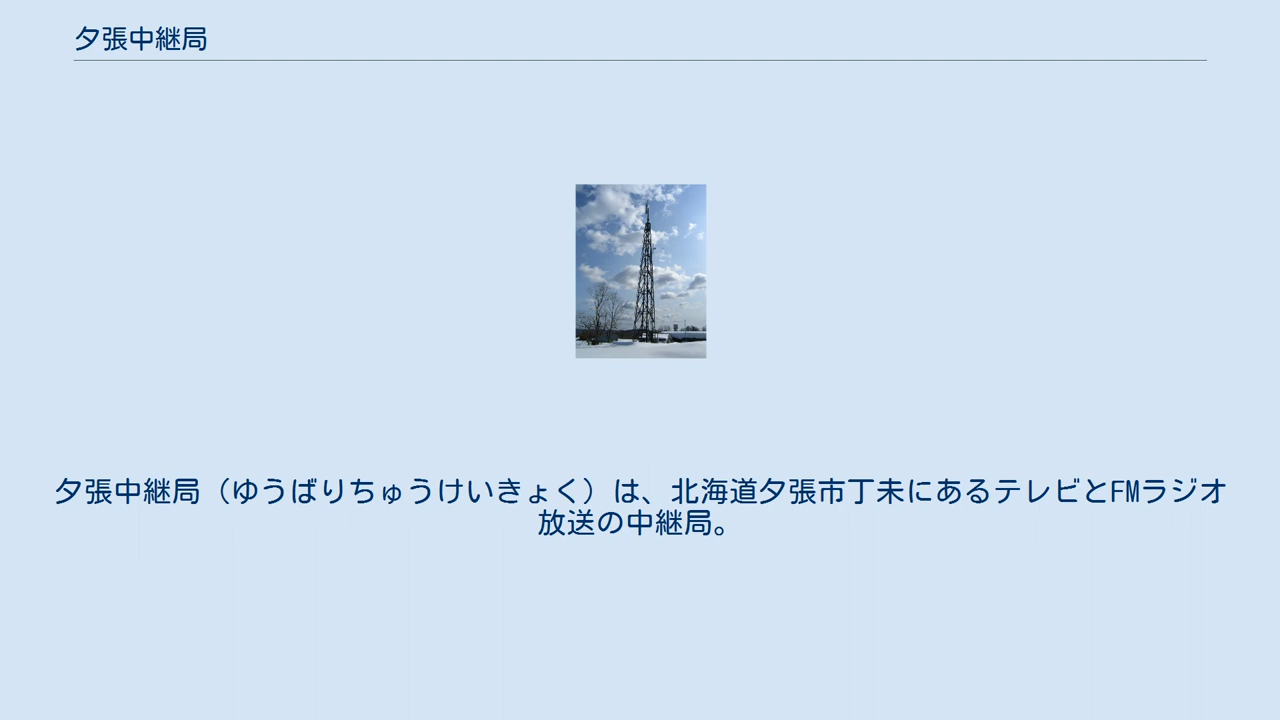 夕張中継局
夕張中継局（ゆうばりちゅうけいきょく）は、北海道夕張市丁未にあるテレビとFMラジオ
放送の中継局。